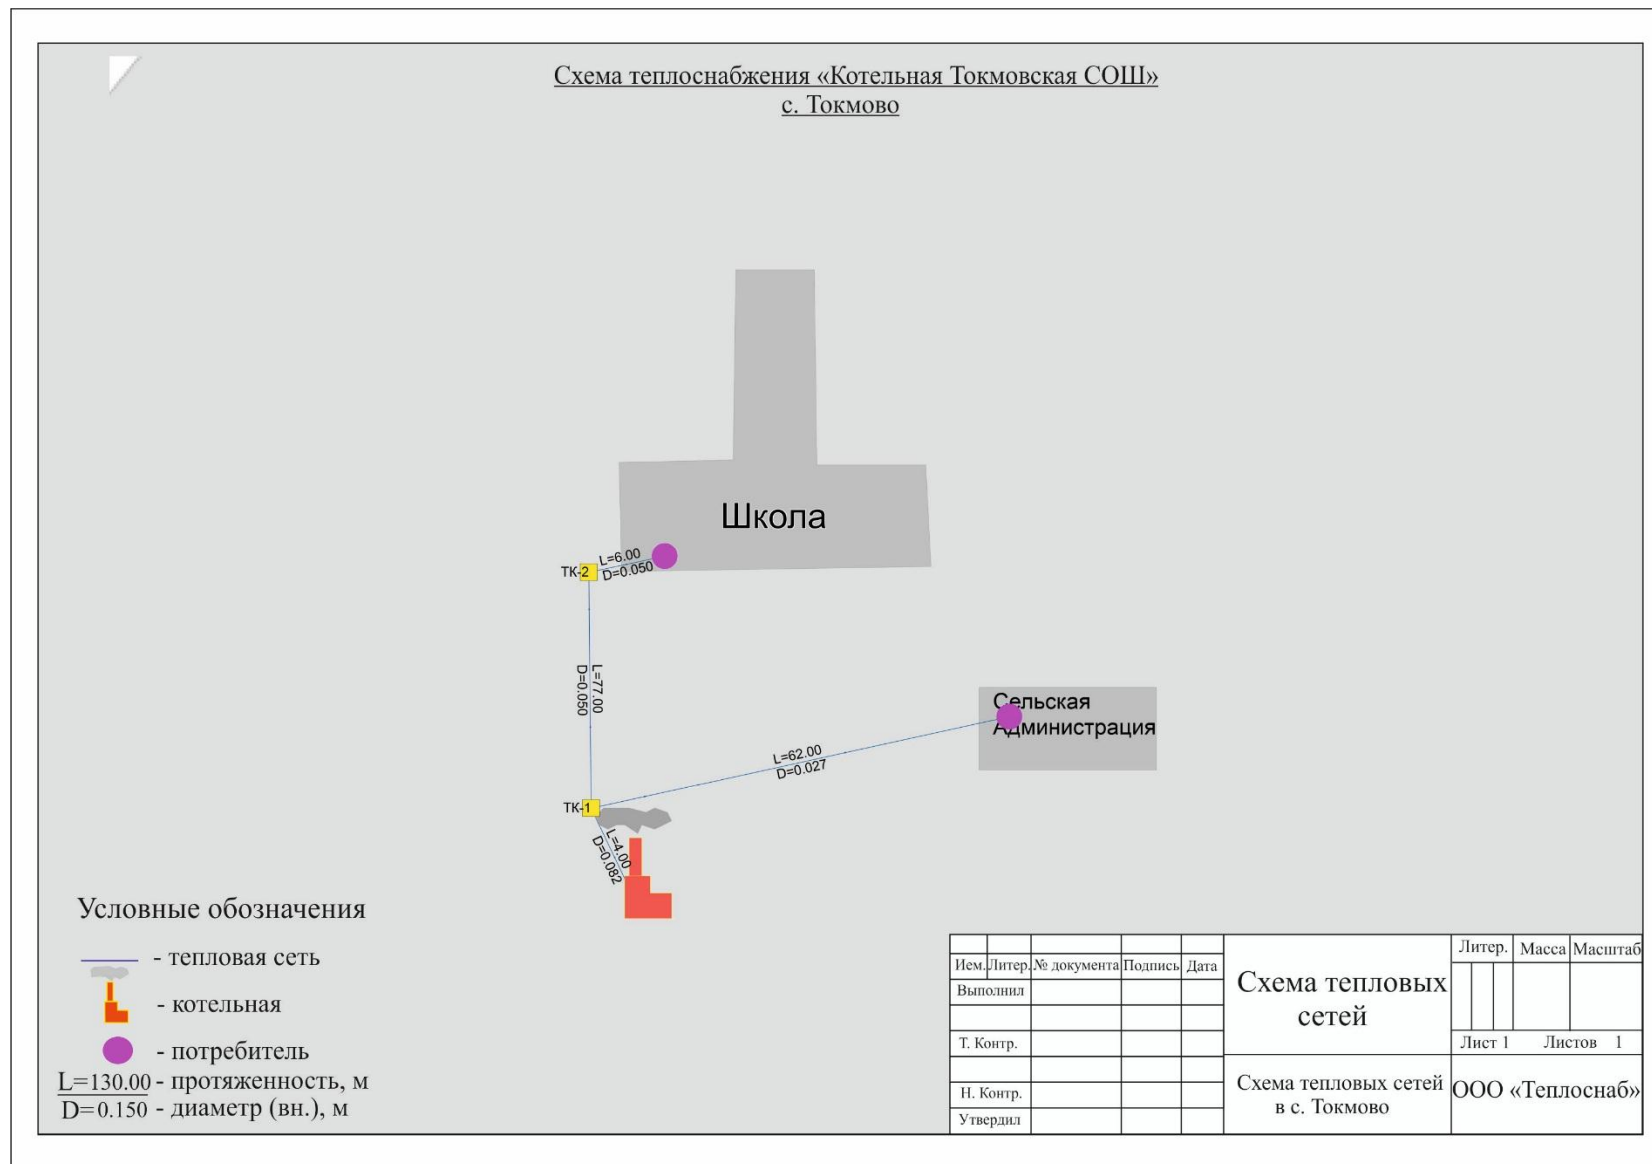 Схема теплоснабжения «Котельная Токмовская СОШ»
с. Токмово
Школа
L=6.00
D=0.050
ТК-2
L=77.00
D=0.050
Сельская
Администрация
L=62.00
D=0.027
ТК-1
L=4.00
D=0.082
Условные обозначения
- тепловая сеть
- котельная
- потребитель
L=130.00 - протяженность, м
D=0.150 - диаметр (вн.), м
Ием. Литер. № документа Подпись Дата
Выполнил
Т. Контр.
Н. Контр.
Утвердил
Схема тепловых
сетей
Схема тепловых сетей
в с. Токмово
Литер. Масса Масштаб
Лист 1 Листов 1
ООО «Теплоснаб»